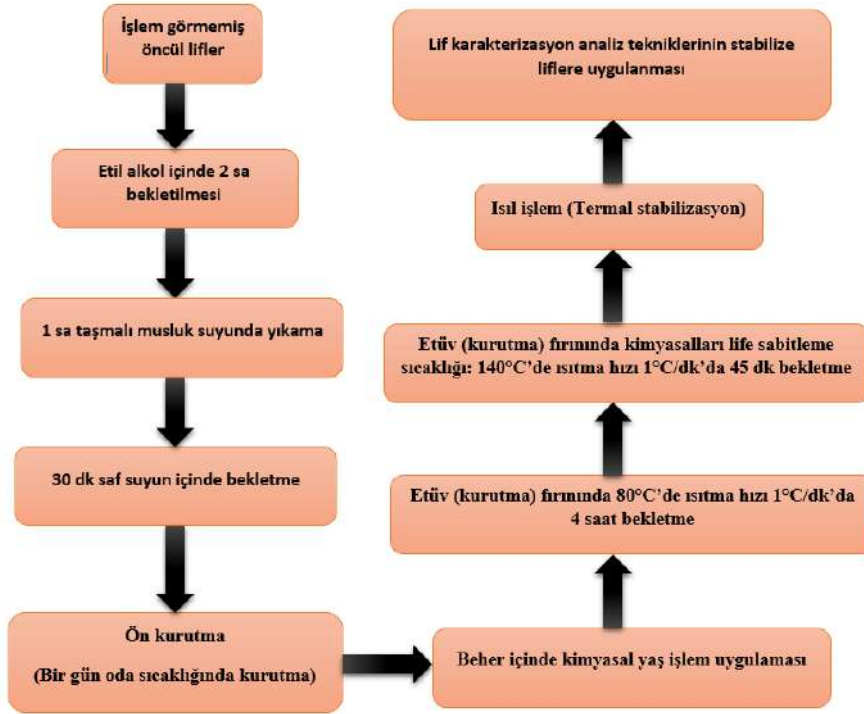 İşlem görmemiş
öncül lifler
Etil alkol içinde 2 sa
bekletilmesi
1 sa taşmalı musluk suyunda yıkama
30 dk saf suyun içinde bekletme
Ön kurutma
(Bir gün oda sıcaklığında kurutma)
Beher içinde kimyasal yaş işlem uygulaması
Etüv (kurutma) fırınında 80°C’de ısıtma hızı 1°C/dk’da
4 saat bekletme
Etüv (kurutma) fırınında kimyasalları life sabitleme
sıcaklığı: 140°C’de ısıtma hızı 1°C/dk’da 45 dk bekletme
Isıl işlem (Termal stabilizasyon)
Lif karakterizasyon analiz tekniklerinin stabilize
liflere uygulanması